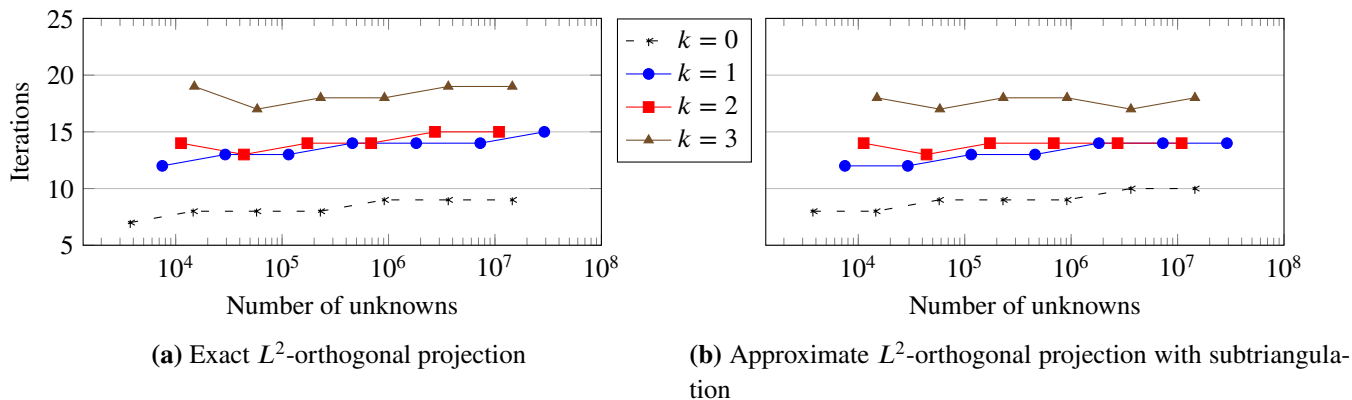 25
20
15
10
5
Iterations
10^4
10^5
10^6
10^7
10^8
Number of unknowns
(a) Exact L^2-orthogonal projection
k = 0
k = 1
k = 2
k = 3
10^4
10^5
10^6
10^7
10^8
Number of unknowns
(b) Approximate L^2-orthogonal projection with subtriangula-
tion